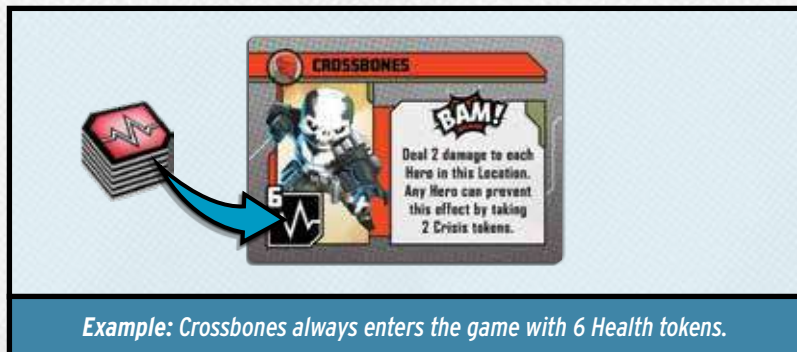 CROSSBONES
BAM!
Deal 2 damage to each
Hero in this Location.
Any Hero can prevent
this effect by taking
2 Crisis tokens.
6
Example: Crossbones always enters the game with 6 Health tokens.